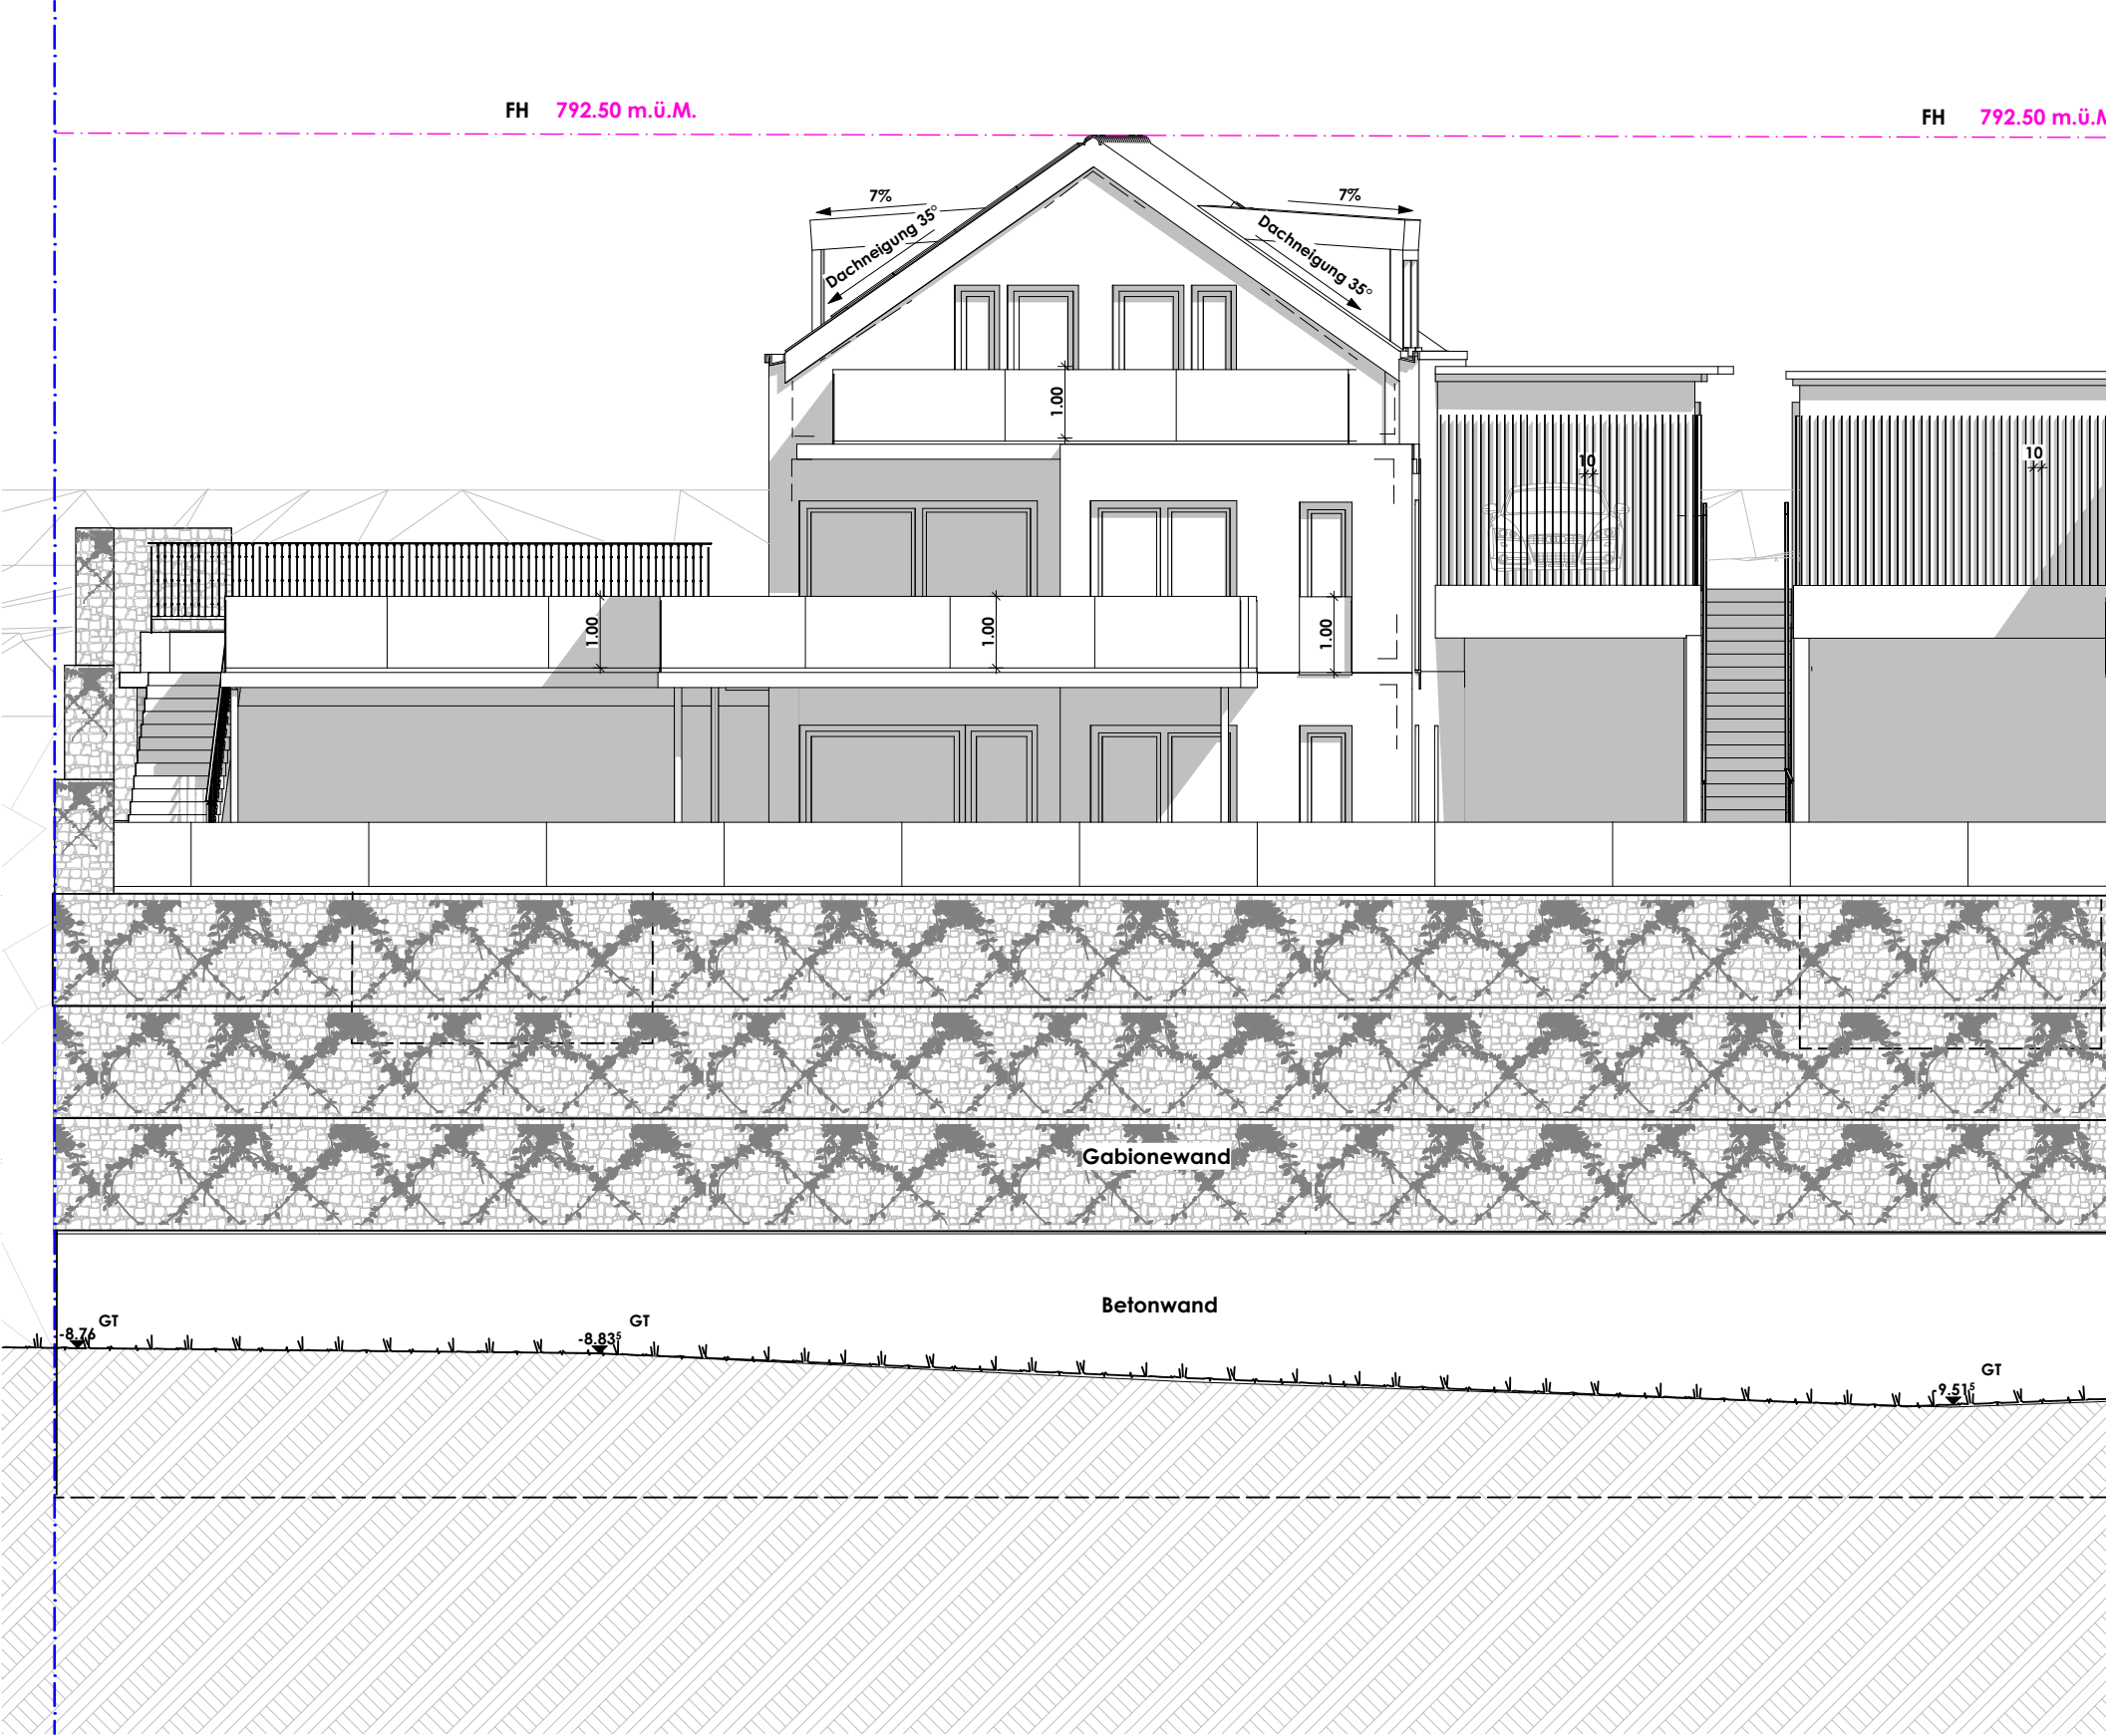 FH 792.50 m.ü.M.
FH 792.50 m.ü.M
7%
7%
Dachneigung 35°
Dachneigung 35°
1.00
10
10
1.00
1.00
1.00
Gabionewand
Betonwand
GT
-8.76
GT
-8.83⁵
GT
-9.51⁵